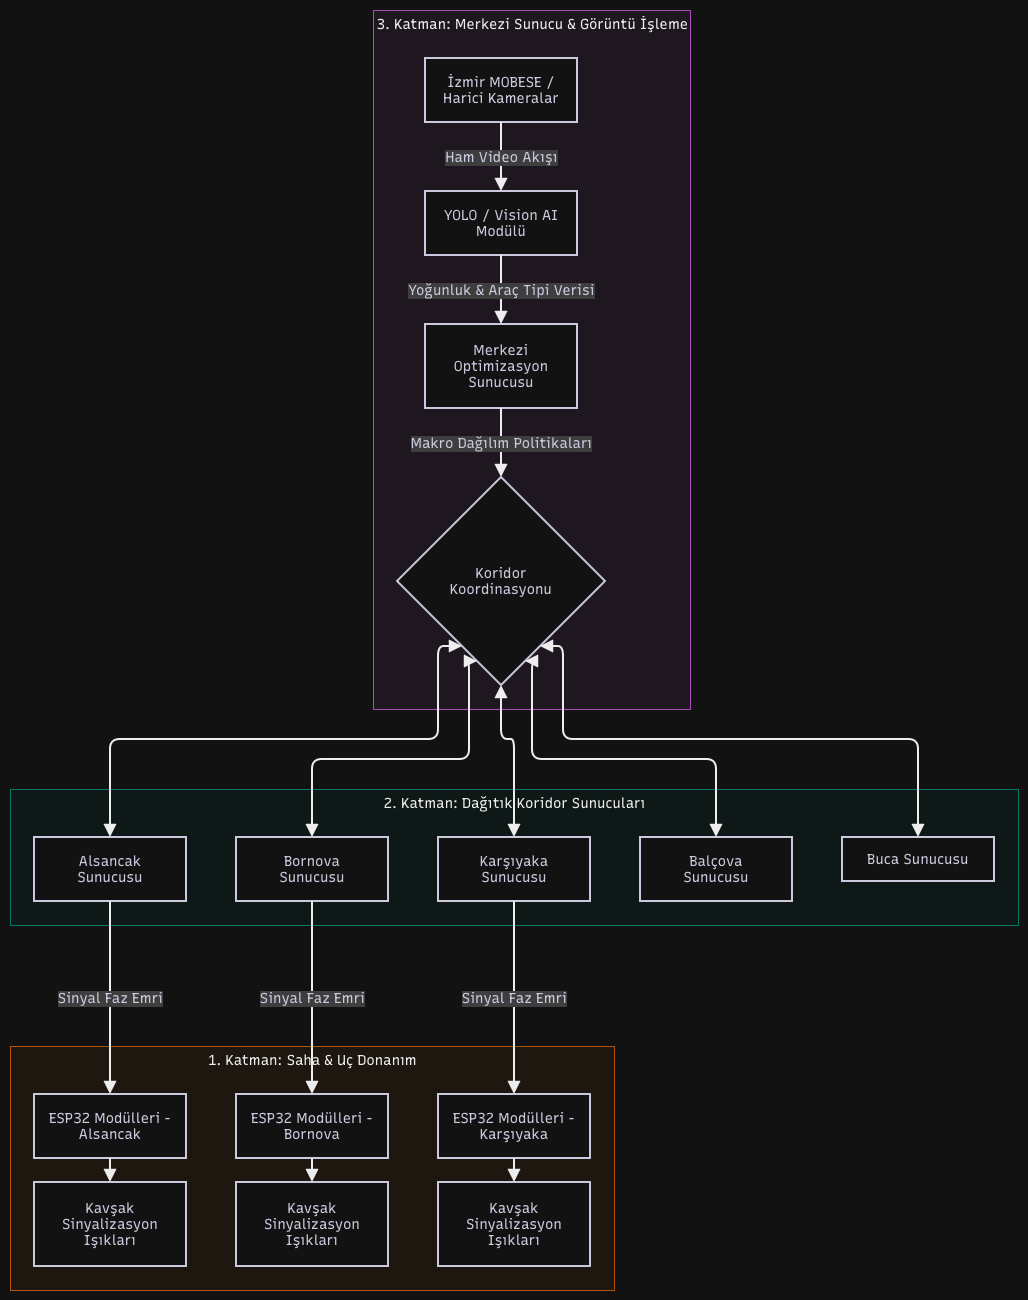 3. Katman: Merkezi Sunucu & Görüntü İşleme
İzmir MOBESE /
Harici Kameralar
Ham Video Akışı
YOLO / Vision AI
Modülü
Yoğunluk & Araç Tipi Verisi
Merkezi
Optimizasyon
Sunucusu
Makro Dağılım Politikaları
Koridor
Koordinasyonu
2. Katman: Dağıtık Koridor Sunucuları
Alsancak
Sunucusu
Bornova
Sunucusu
Karşıyaka
Sunucusu
Balçova
Sunucusu
Buca Sunucusu
Sinyal Faz Emri
Sinyal Faz Emri
Sinyal Faz Emri
1. Katman: Saha & Uç Donanım
ESP32 Modülleri -
Alsancak
ESP32 Modülleri -
Bornova
ESP32 Modülleri -
Karşıyaka
Kavşak
Sinyalizasyon
Işıkları
Kavşak
Sinyalizasyon
Işıkları
Kavşak
Sinyalizasyon
Işıkları